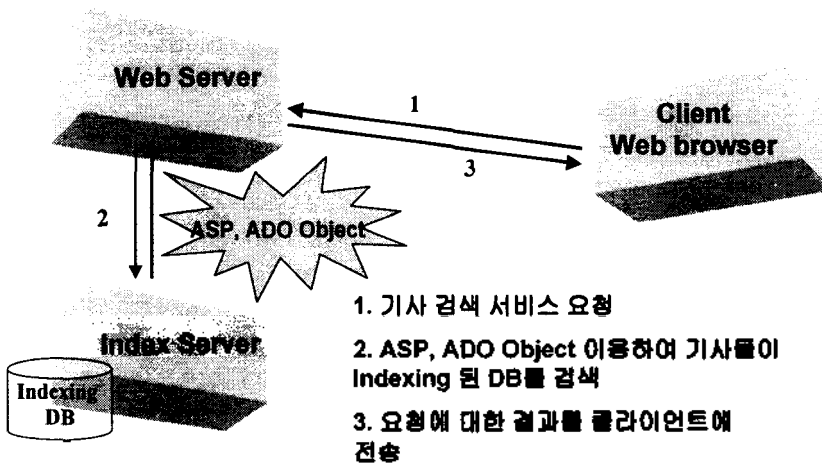 Web Server
1
Client
Web browser
3
2
ASP, ADO Object
1. 기사 검색 서비스 요청
Index Server
2. ASP, ADO Object 이용하여 기사들이
Indexing 된 DB를 검색
Indexing
DB
3. 요청에 대한 결과를 클라이언트에
전송